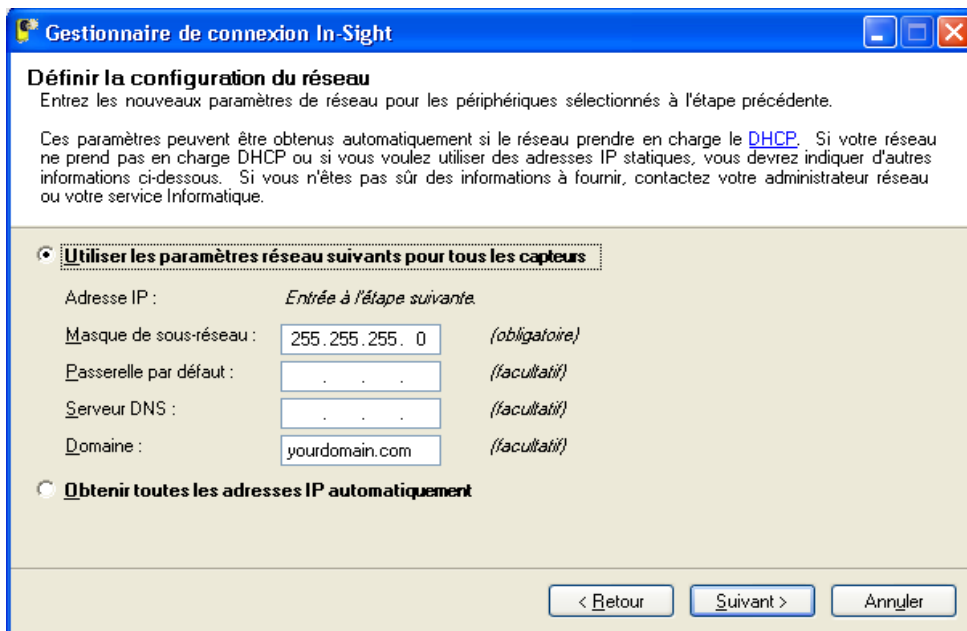 Gestionnaire de connexion In-Sight
Définir la configuration du réseau
Entrez les nouveaux paramètres de réseau pour les périphériques sélectionnés à l'étape précédente.
Ces paramètres peuvent être obtenus automatiquement si le réseau prendre en charge le DHCP. Si votre réseau
ne prend pas en charge DHCP ou si vous voulez utiliser des adresses IP statiques, vous devrez indiquer d'autres
informations ci-dessous. Si vous n'êtes pas sûr des informations à fournir, contactez votre administrateur réseau
ou votre service Informatique.
Utiliser les paramètres réseau suivants pour tous les capteurs
Adresse IP : Entrée à l'étape suivante.
Masque de sous-réseau : 255.255.255. 0 (obligatoire)
Passerelle par défaut : . . . (facultatif)
Serveur DNS : . . . (facultatif)
Domaine : yourdomain.com (facultatif)
Obtenir toutes les adresses IP automatiquement
< Retour Suivant > Annuler